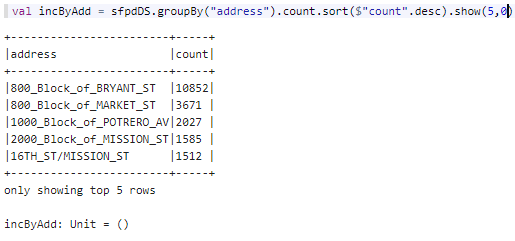 val incByAdd = sfpdDS.groupBy("address").count.sort($"count".desc).show(5,0)
+----------------------+-----+
|address               |count|
+----------------------+-----+
|800_Block_of_BRYANT_ST  |10852|
|800_Block_of_MARKET_ST  |3671 |
|1000_Block_of_POTRERO_AV|2027 |
|2000_Block_of_MISSION_ST|1585 |
|16TH_ST/MISSION_ST      |1512 |
+----------------------+-----+
only showing top 5 rows
incByAdd: Unit = ()